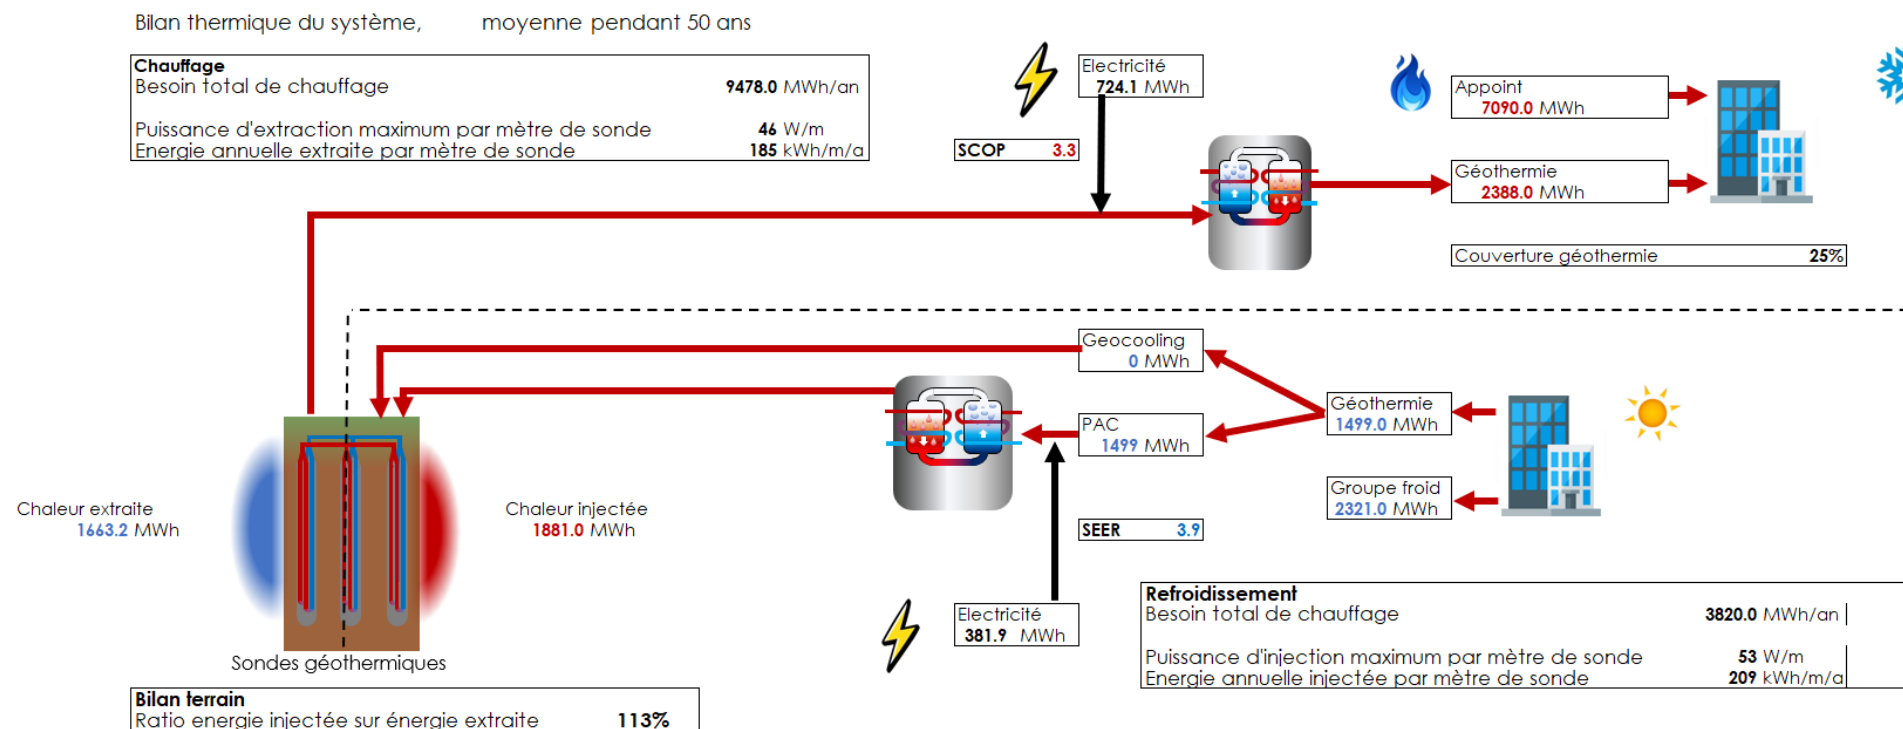 Bilan thermique du système, moyenne pendant 50 ans
Chauffage
Besoin total de chauffage 9478.0 MWh/an
Puissance d'extraction maximum par mètre de sonde 46 W/m
Energie annuelle extraite par mètre de sonde 185 kWh/m/a
Electricité
724.1 MWh
SCOP 3.3
Appoint
7090.0 MWh
Géothermie
2388.0 MWh
Couverture géothermie 25%
Geocooling
0 MWh
PAC
1499 MWh
Géothermie
1499.0 MWh
Groupe froid
2321.0 MWh
Chaleur extraite
1663.2 MWh
Chaleur injectée
1881.0 MWh
SEER 3.9
Electricité
381.9 MWh
Sondes géothermiques
Refroidissement
Besoin total de chauffage 3820.0 MWh/an
Puissance d'injection maximum par mètre de sonde 53 W/m
Energie annuelle injectée par mètre de sonde 209 kWh/m/a
Bilan terrain
Ratio energie injectée sur énergie extraite 113%